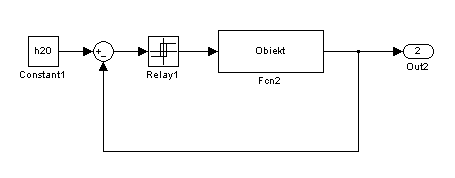 h20
Constant1
+
−
Relay1
Obiekt
Fcn2
2
Out2